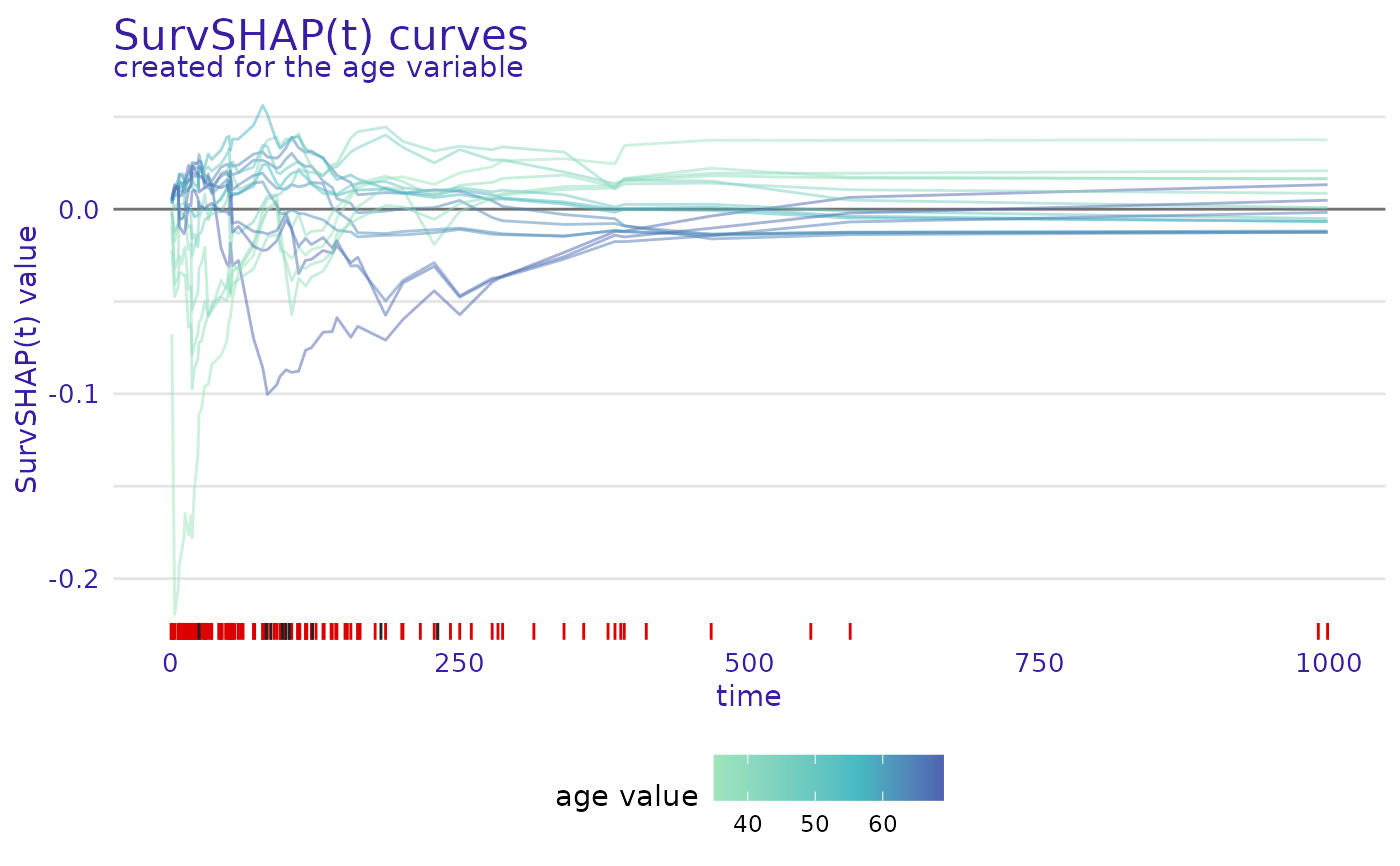 SurvSHAP(t) curves
created for the age variable
SurvSHAP(t) value
0.0
-0.1
-0.2
0 250 500 750 1000
time
age value
40 50 60